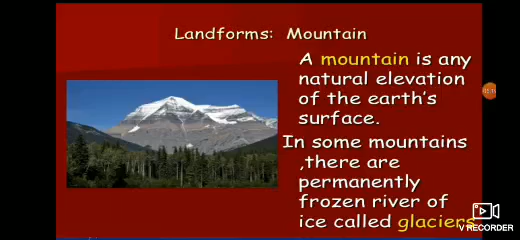 Landforms: Mountain
A mountain is any
natural elevation
of the earth's
surface.
In some mountains
,there are
permanently
frozen river of
ice called glaciers
V RECORDER